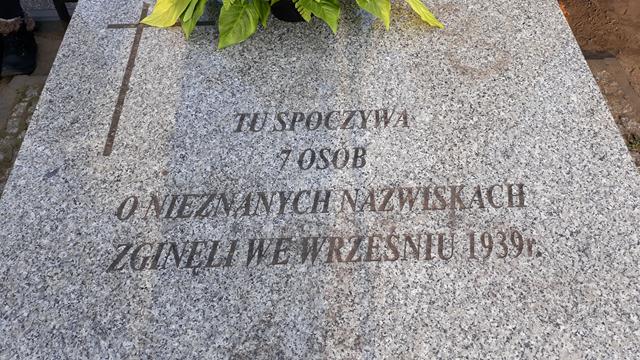 TU SPOCZYWA
7 OSÓB
O NIEZNANYCH NAZWISKACH
ZGINĘLI WE WRZEŚNIU 1939r.